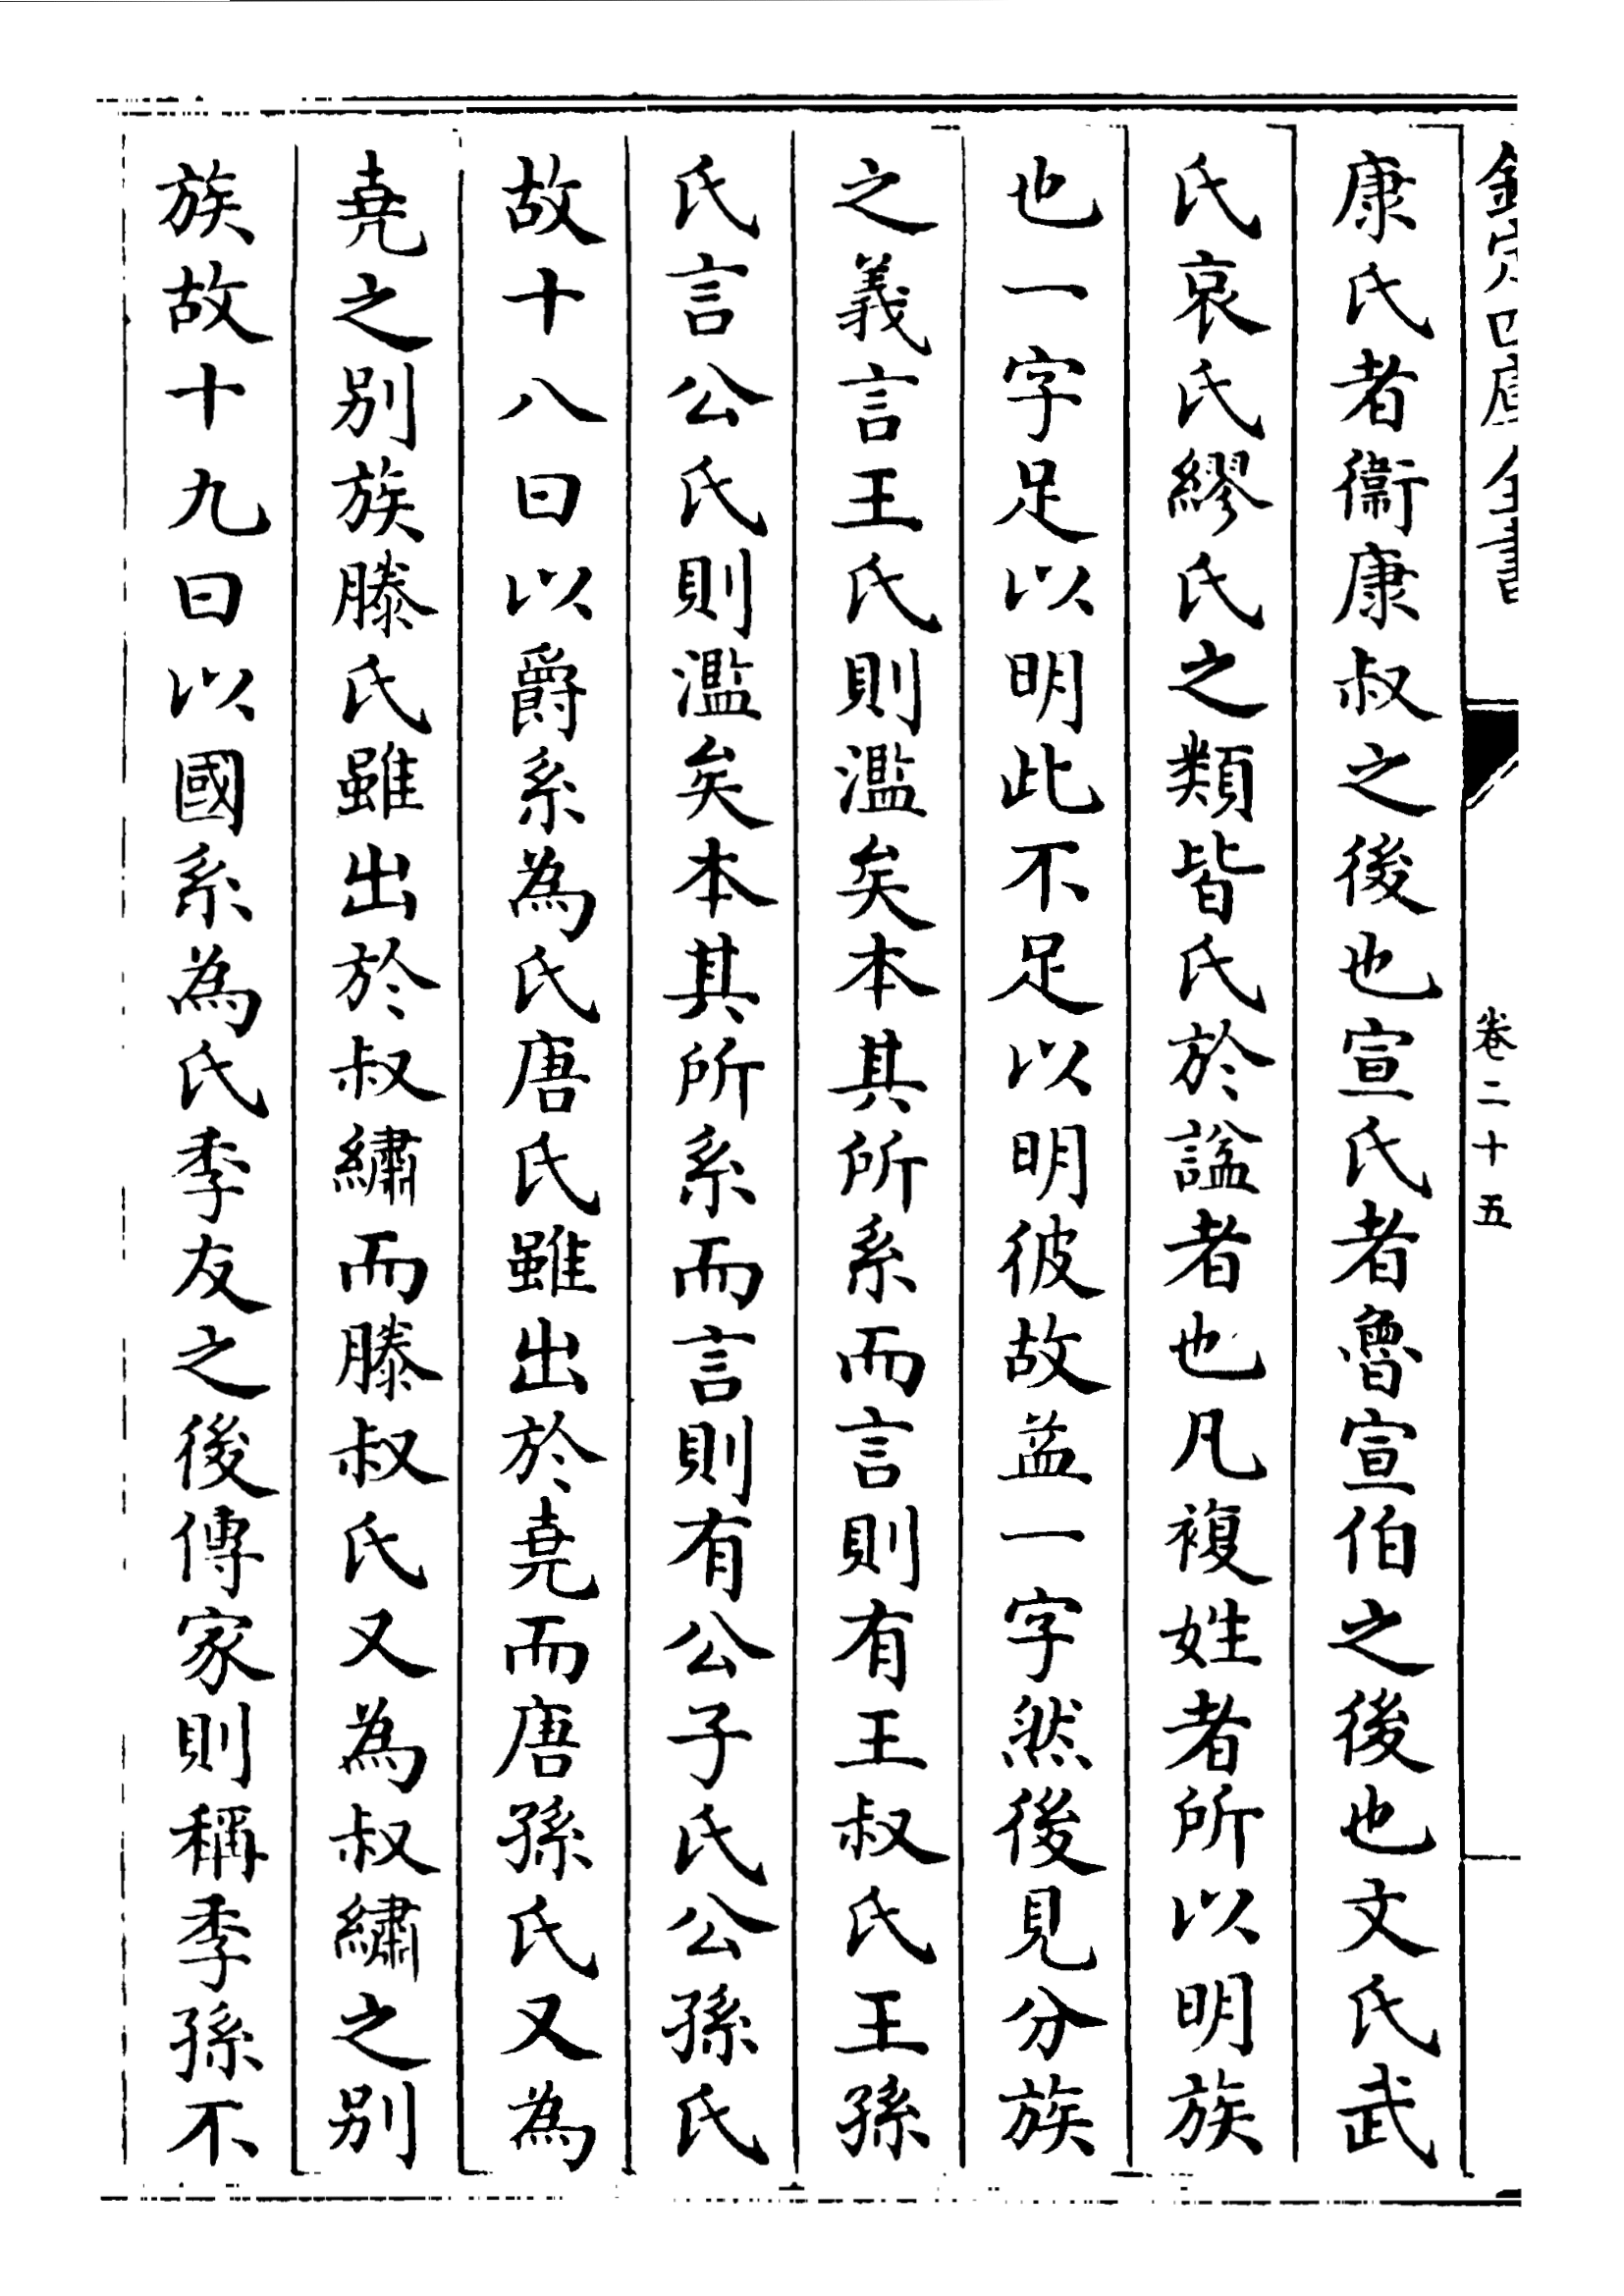 欽定四庫全書
卷二十五
康氏者衞康叔之後也宣氏者魯宣伯之後也文氏武
氏哀氏繆氏之類皆氏於諡者也凡複姓者所以明族
也一字足以明此不足以明彼故益一字然後見分族
之義言王氏則濫矣本其所系而言則有王叔氏王孫
氏言公氏則濫矣本其所系而言則有公子氏公孫氏
故十八曰以爵系為氏唐氏雖出於堯而唐孫氏又為
堯之别族滕氏雖出於叔繡而滕叔氏又為叔繡之别
族故十九曰以國系為氏季友之後傳家則稱季孫不